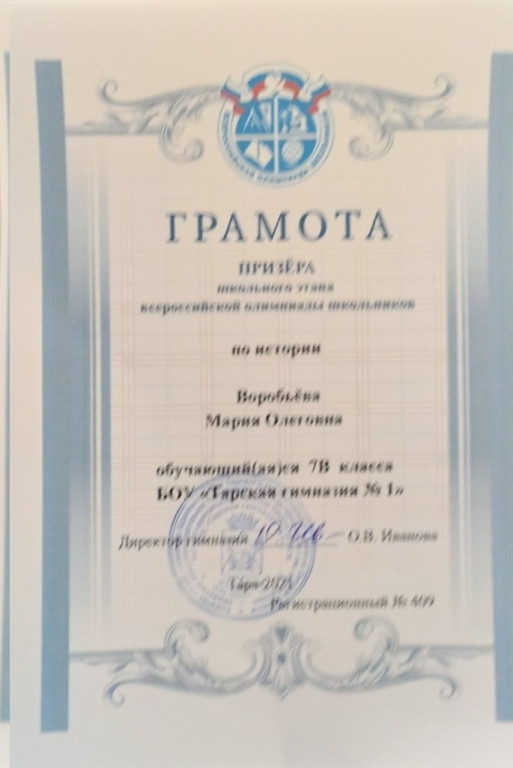 ГРАМОТА
ПРИЗЁРА
школьного этапа
всероссийской олимпиады школьников
по истории
Воробьёва
Мария Олеговна
обучающий(ая)ся 7В класса
БОУ «Тарская гимназия № 1»
Директор гимназии О.В. Иванова
Тара-2021
Регистрационный № 409